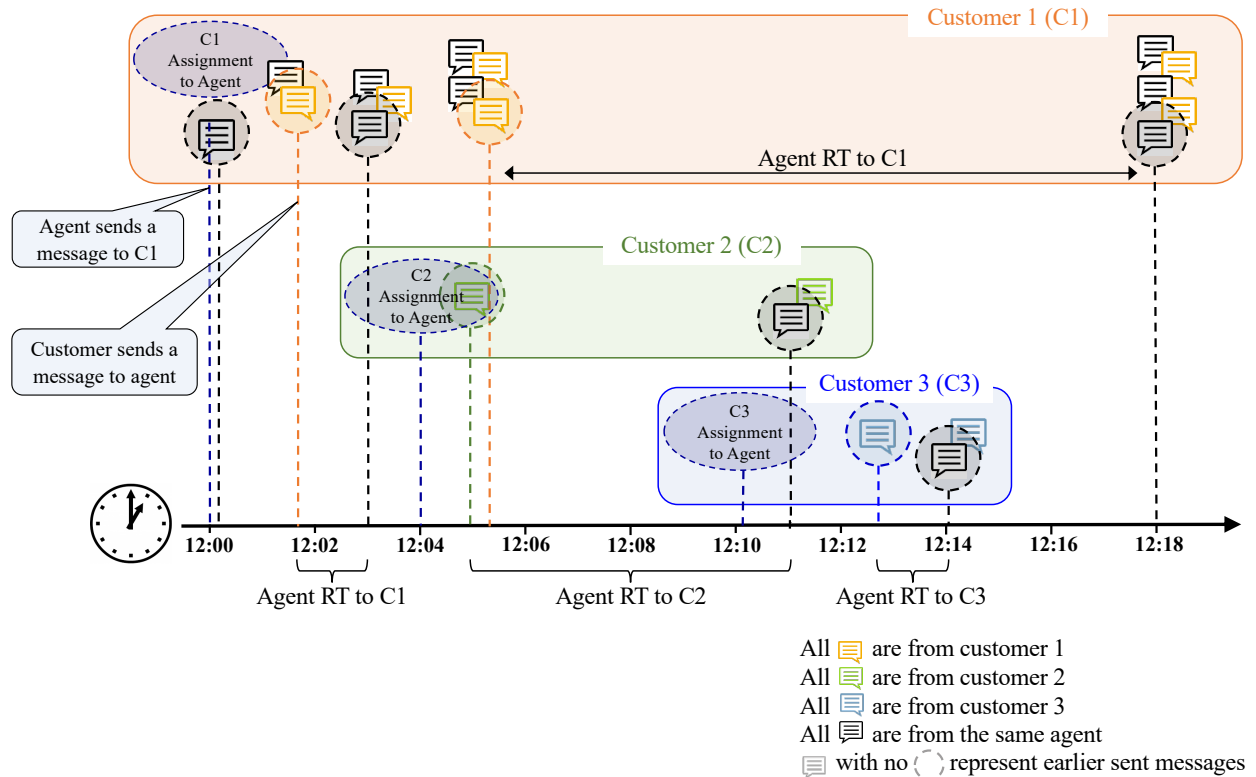 Customer 1 (C1)
C1
Assignment
to Agent
Agent RT to C1
Agent sends a
message to C1
Customer 2 (C2)
C2
Assignment
to Agent
Customer sends a
message to agent
Customer 3 (C3)
C3
Assignment
to Agent
12:00 12:02 12:04 12:06 12:08 12:10 12:12 12:14 12:16 12:18
Agent RT to C1 Agent RT to C2 Agent RT to C3
All are from customer 1
All are from customer 2
All are from customer 3
All are from the same agent
with no represent earlier sent messages